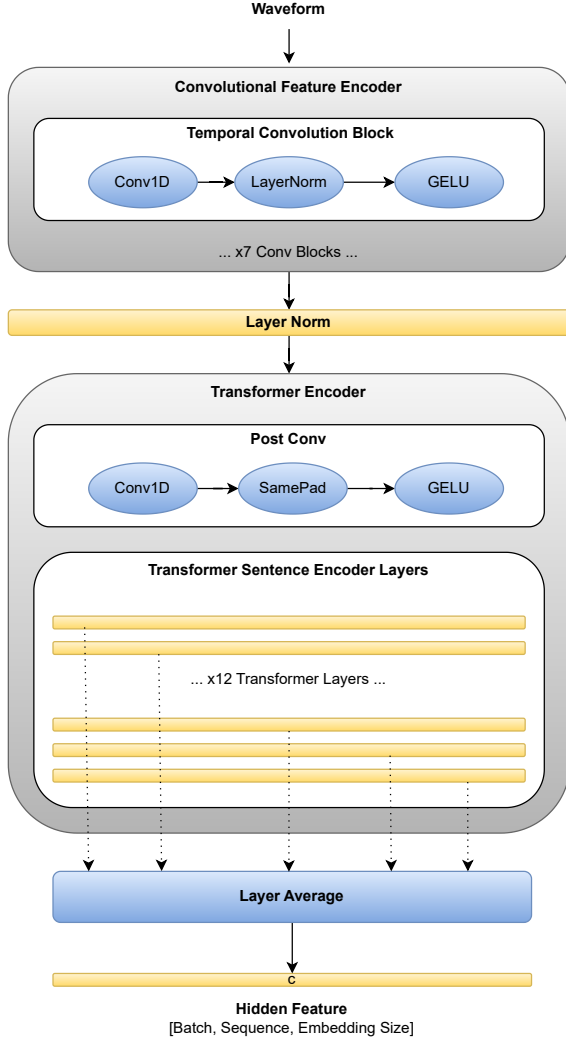 Waveform
Convolutional Feature Encoder
Temporal Convolution Block
Conv1D LayerNorm GELU
... x7 Conv Blocks ...
Layer Norm
Transformer Encoder
Post Conv
Conv1D SamePad GELU
Transformer Sentence Encoder Layers
... x12 Transformer Layers ...
Layer Average
C
Hidden Feature
[Batch, Sequence, Embedding Size]